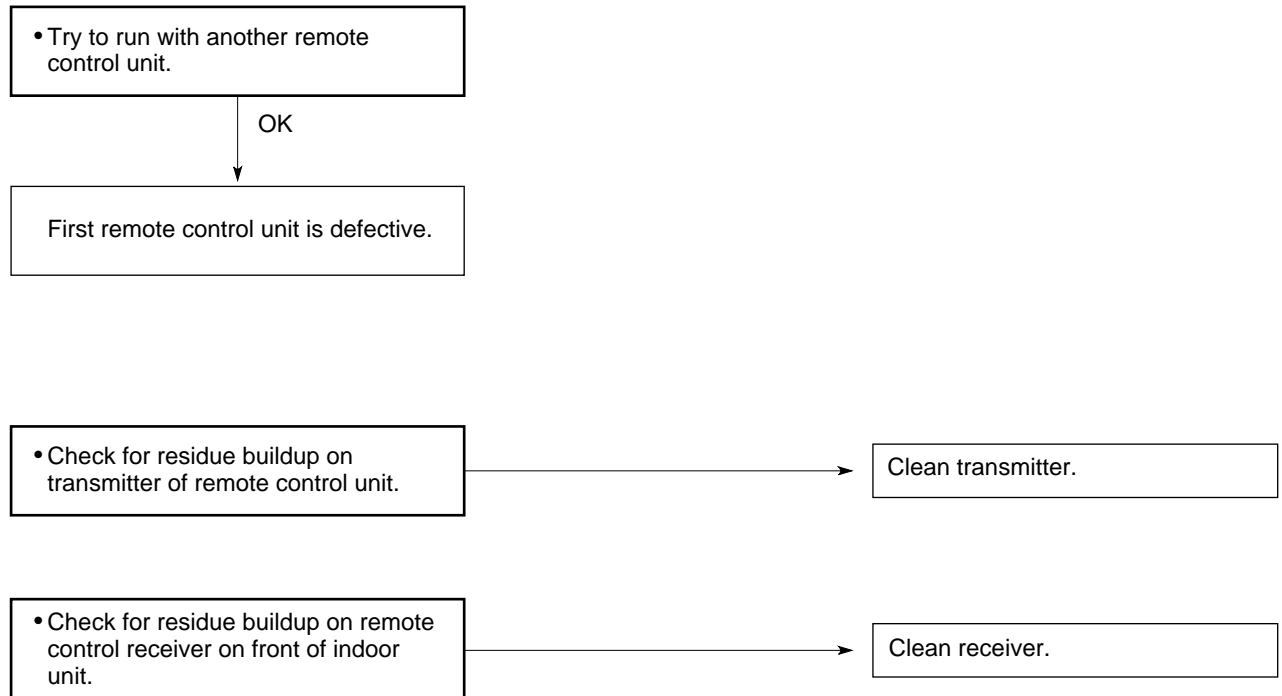 • Try to run with another remote
control unit.
OK
First remote control unit is defective.
• Check for residue buildup on
transmitter of remote control unit.
Clean transmitter.
• Check for residue buildup on remote
control receiver on front of indoor
unit.
Clean receiver.